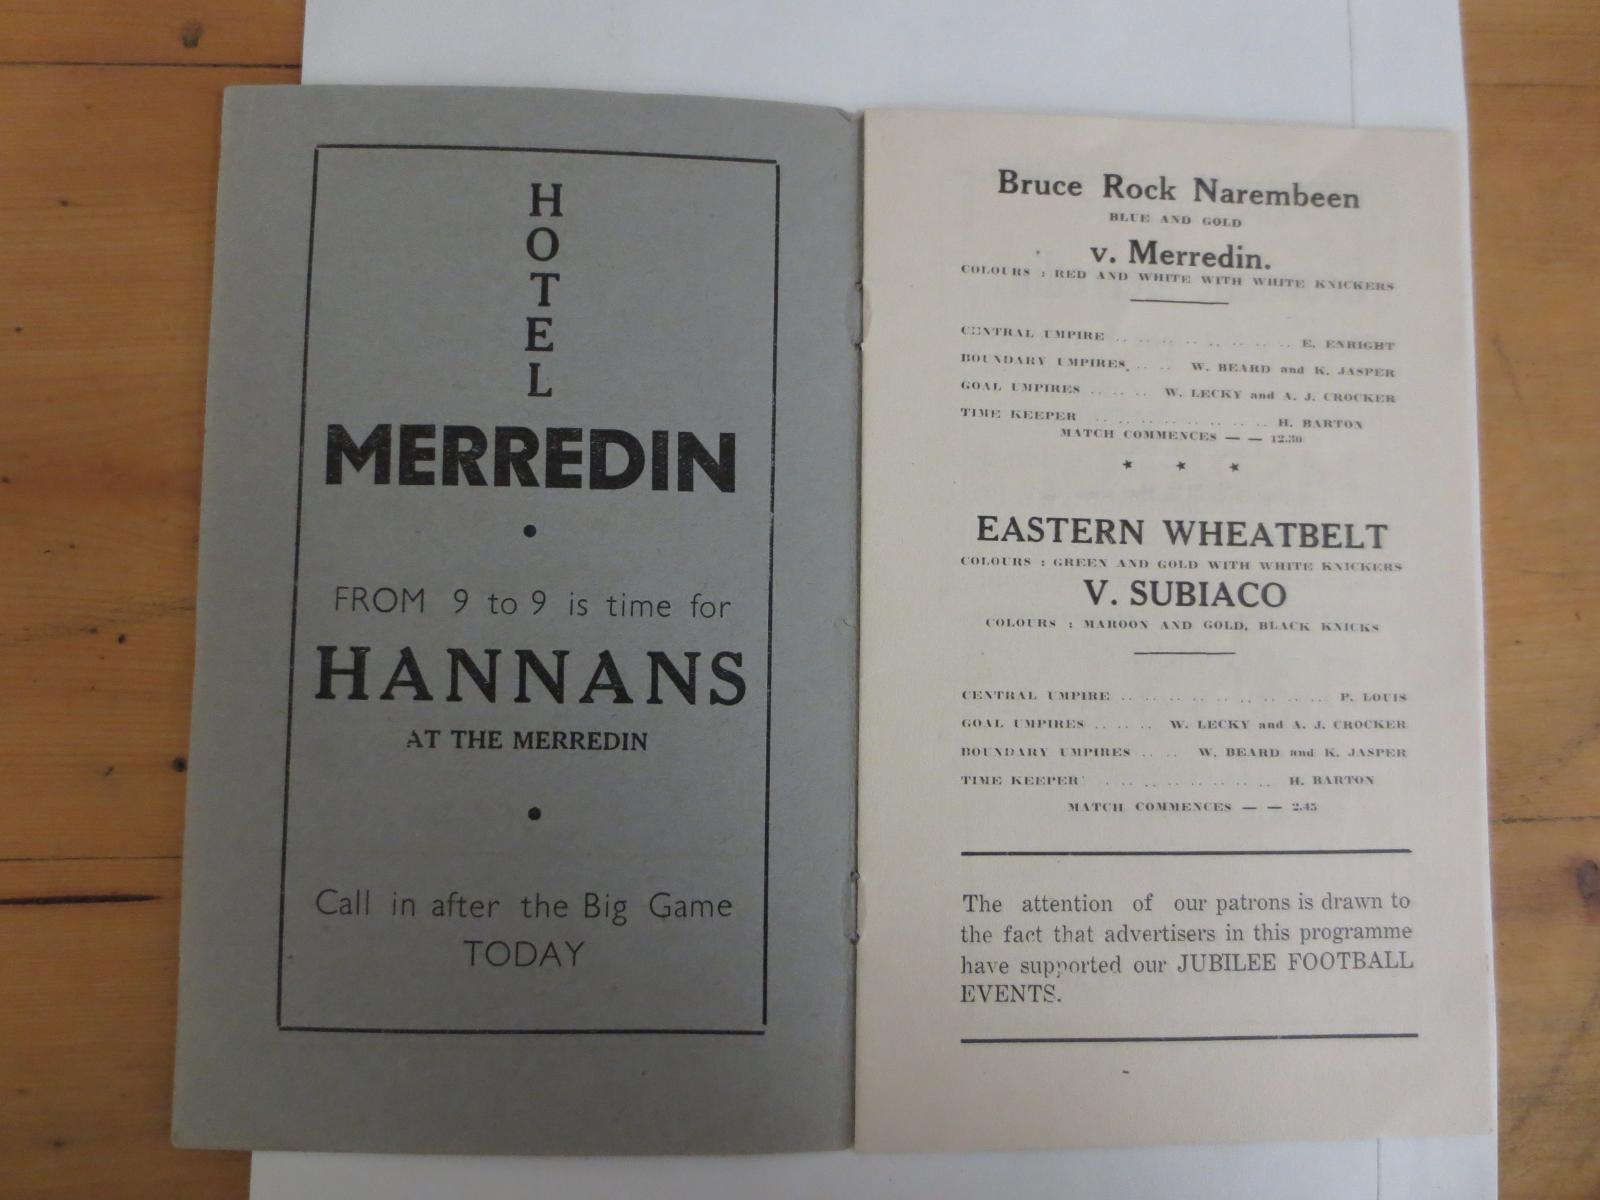 HOTEL
MERREDIN
•
FROM 9 to 9 is time for
HANNANS
AT THE MERREDIN
•
Call in after the Big Game
TODAY
Bruce Rock Narembeen
BLUE AND GOLD
v. Merredin.
COLOURS : RED AND WHITE WITH WHITE KNICKERS
CENTRAL UMPIRE .. .. .. .. .. .. .. E. ENRIGHT
BOUNDARY UMPIRES. .. .. W. BEARD and K. JASPER
GOAL UMPIRES .. .. .. W. LECKY and A. J. CROCKER
TIME KEEPER .. .. .. .. .. .. .. H. BARTON
MATCH COMMENCES — — 12.30
★ ★ ★
EASTERN WHEATBELT
COLOURS : GREEN AND GOLD WITH WHITE KNICKERS
V. SUBIACO
COLOURS : MAROON AND GOLD, BLACK KNICKS
CENTRAL UMPIRE .. .. .. .. .. .. .. .. P. LOUIS
GOAL UMPIRES .. .. .. W. LECKY and A. J. CROCKER
BOUNDARY UMPIRES .. .. W. BEARD and K. JASPER
TIME KEEPER .. .. .. .. .. .. .. H. BARTON
MATCH COMMENCES — — 2.45
The attention of our patrons is drawn to
the fact that advertisers in this programme
have supported our JUBILEE FOOTBALL
EVENTS.